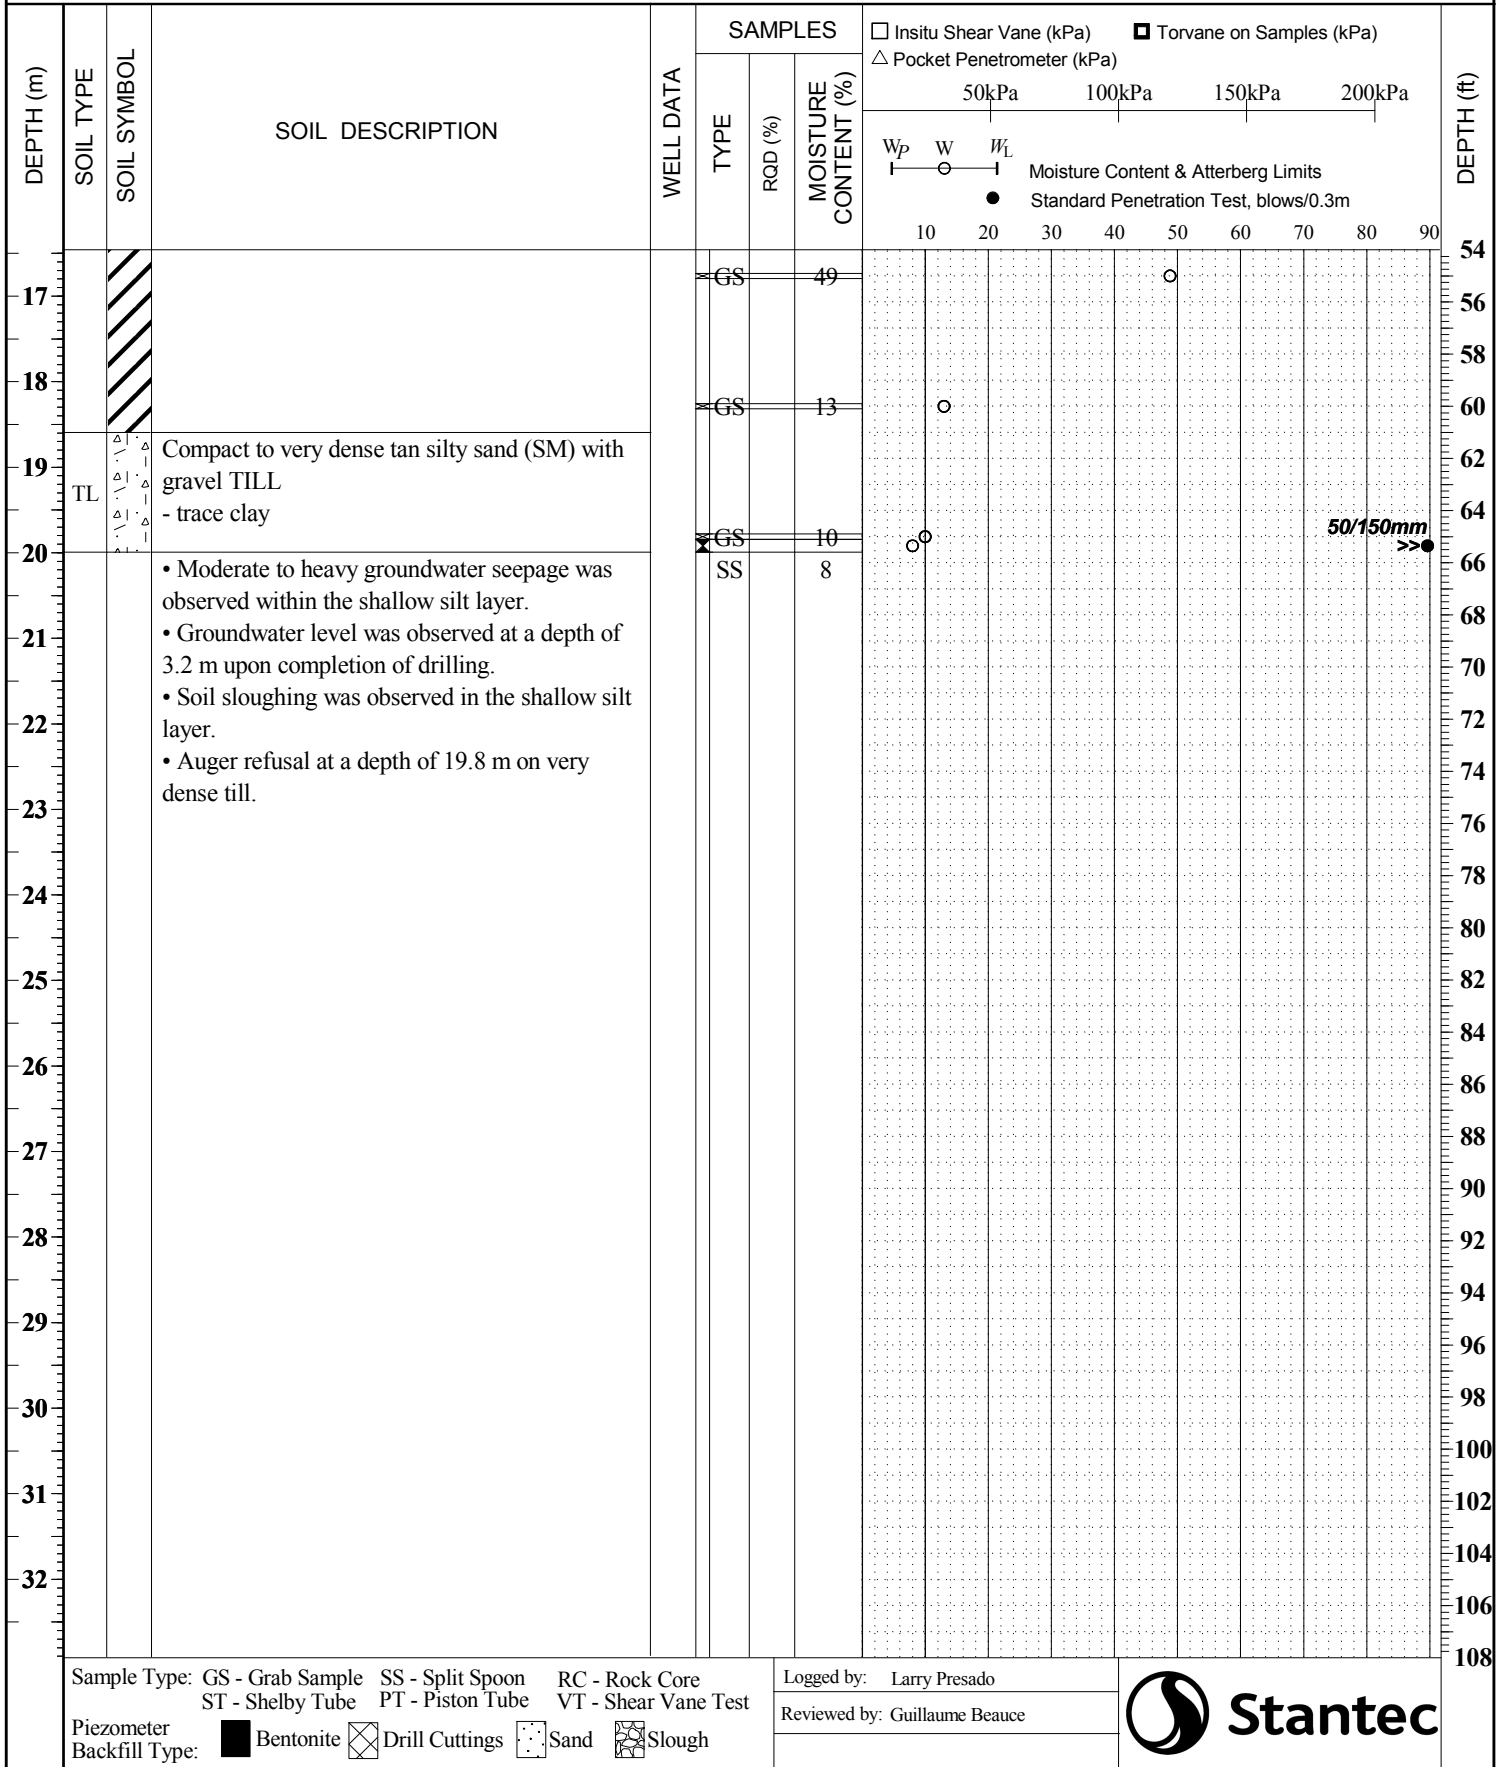 DEPTH (m)
SOIL TYPE
SOIL SYMBOL
SOIL DESCRIPTION
WELL DATA
SAMPLES
TYPE
RQD (%)
MOISTURE
CONTENT (%)
Insitu Shear Vane (kPa) Torvane on Samples (kPa)
Pocket Penetrometer (kPa)
50kPa 100kPa 150kPa 200kPa
WP W WL
Moisture Content & Atterberg Limits
Standard Penetration Test, blows/0.3m
10 20 30 40 50 60 70 80 90
DEPTH (ft)
17
18
19
20
21
22
23
24
25
26
27
28
29
30
31
32
TL
Compact to very dense tan silty sand (SM) with
gravel TILL
- trace clay
• Moderate to heavy groundwater seepage was
observed within the shallow silt layer.
• Groundwater level was observed at a depth of
3.2 m upon completion of drilling.
• Soil sloughing was observed in the shallow silt
layer.
• Auger refusal at a depth of 19.8 m on very
dense till.
GS 49
GS 13
GS 10
SS 8
50/150mm
>>
54
56
58
60
62
64
66
68
70
72
74
76
78
80
82
84
86
88
90
92
94
96
98
100
102
104
106
108
Sample Type: GS - Grab Sample SS - Split Spoon RC - Rock Core
ST - Shelby Tube PT - Piston Tube VT - Shear Vane Test
Piezometer
Backfill Type: Bentonite Drill Cuttings Sand Slough
Logged by: Larry Presado
Reviewed by: Guillaume Beauce
Stantec